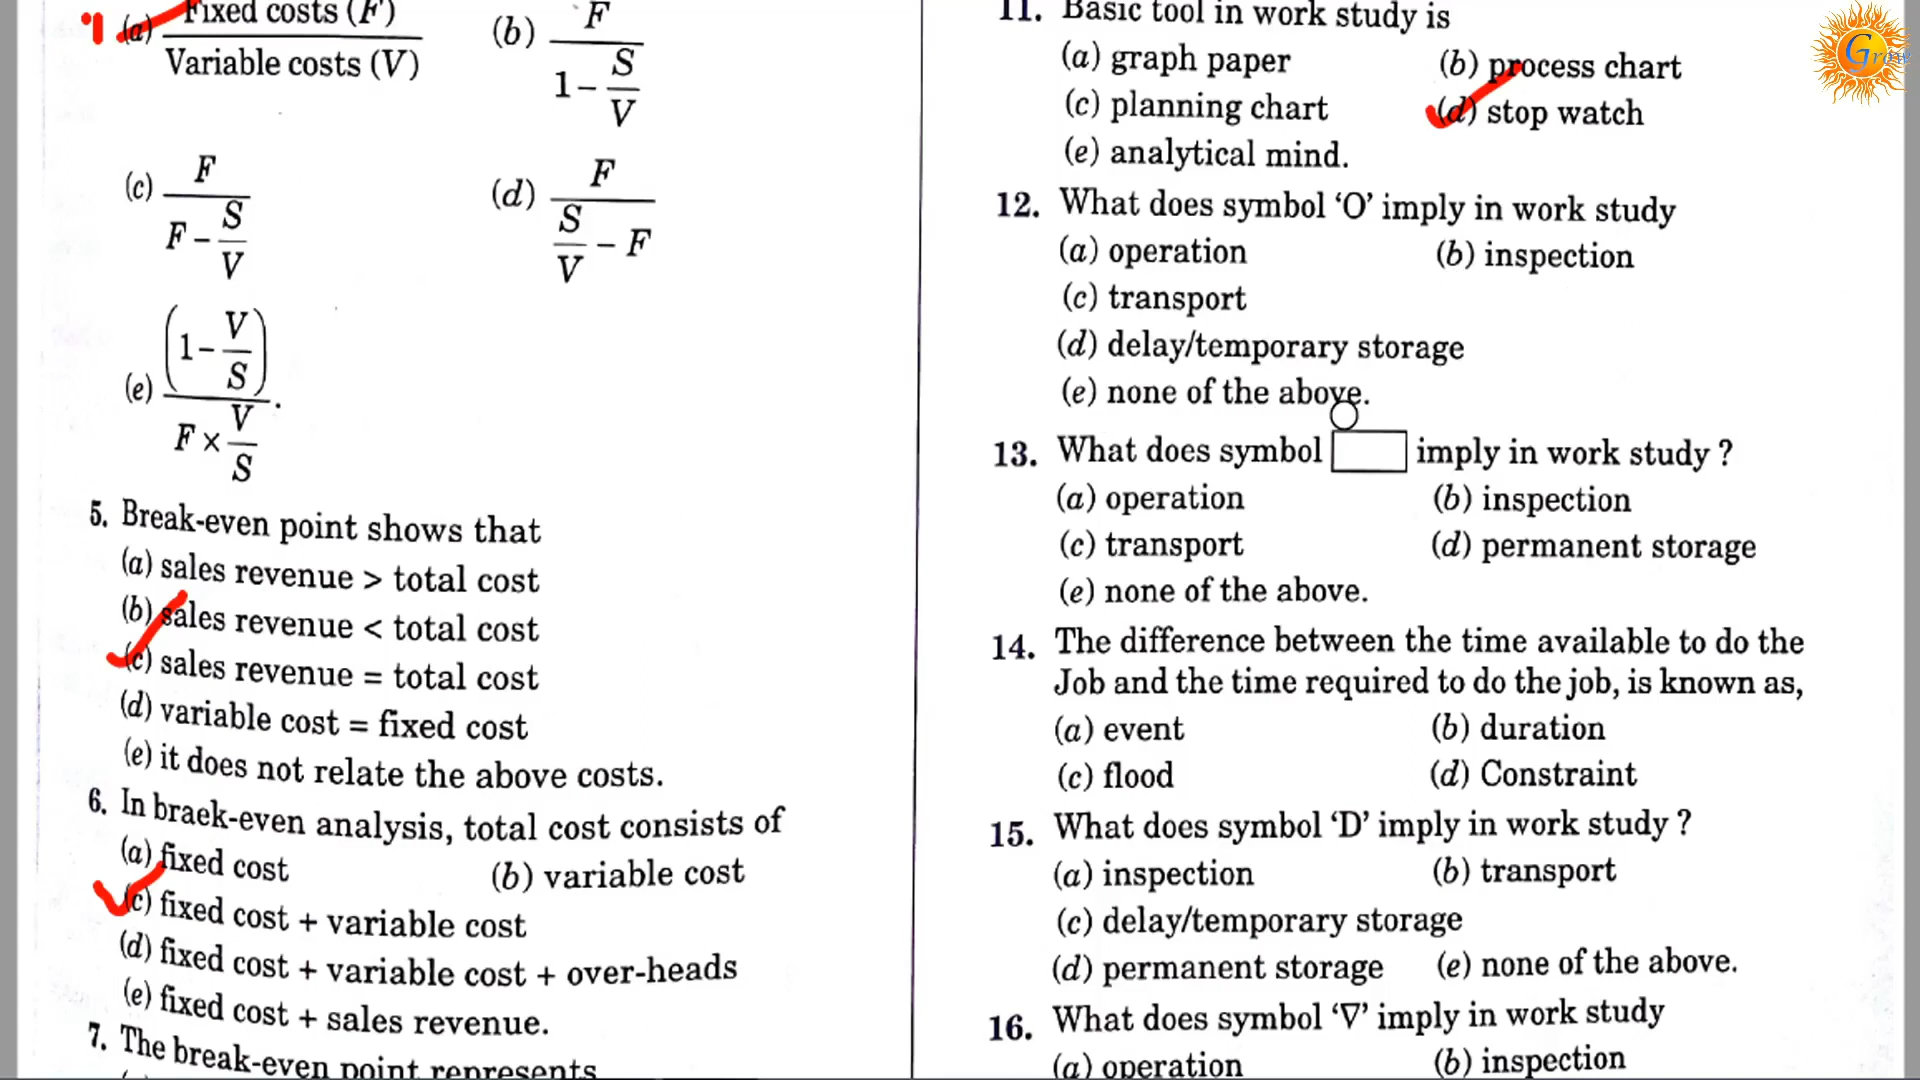 (a) Fixed costs (F)
Variable costs (V)
(b) F
1 – S
V
(c) F
F – S
V
(d) F
S – F
V
(e) (1 – V
S)
F × V
S .
5. Break-even point shows that
(a) sales revenue > total cost
(b) sales revenue < total cost
(c) sales revenue = total cost
(d) variable cost = fixed cost
(e) it does not relate the above costs.
6. In braek-even analysis, total cost consists of
(a) fixed cost (b) variable cost
(c) fixed cost + variable cost
(d) fixed cost + variable cost + over-heads
(e) fixed cost + sales revenue.
7. The break-even point represents
11. Basic tool in work study is
(a) graph paper (b) process chart
(c) planning chart (d) stop watch
(e) analytical mind.
12. What does symbol ‘O’ imply in work study
(a) operation (b) inspection
(c) transport
(d) delay/temporary storage
(e) none of the above.
13. What does symbol imply in work study ?
(a) operation (b) inspection
(c) transport (d) permanent storage
(e) none of the above.
14. The difference between the time available to do the
Job and the time required to do the job, is known as,
(a) event (b) duration
(c) flood (d) Constraint
15. What does symbol ‘D’ imply in work study ?
(a) inspection (b) transport
(c) delay/temporary storage
(d) permanent storage (e) none of the above.
16. What does symbol ‘∇’ imply in work study
(a) operation (b) inspection
Grow